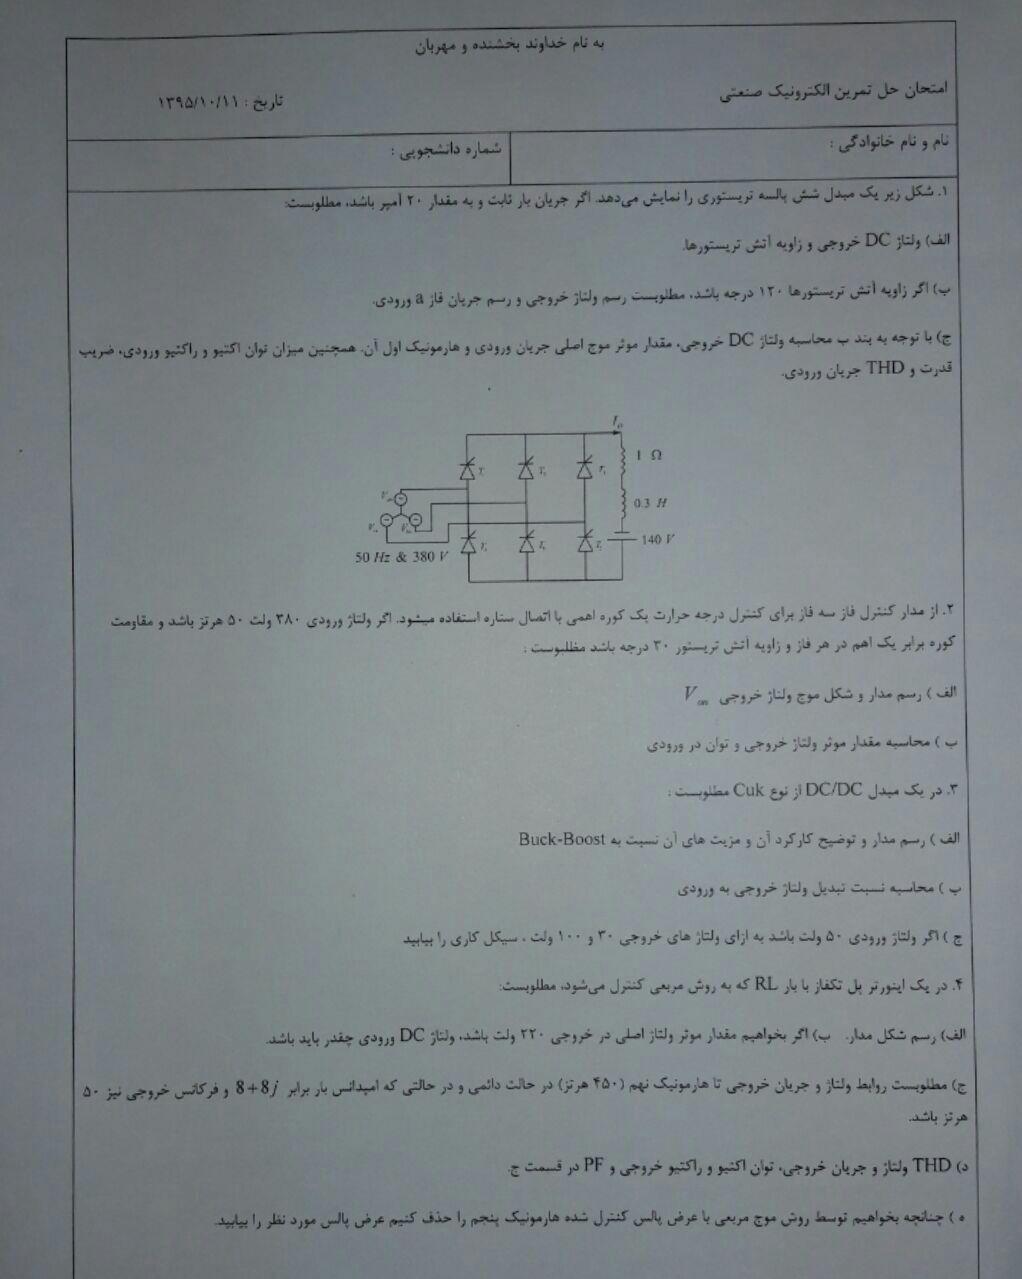 به نام خداوند بخشنده و مهربان
امتحان حل تمرین الکترونیک صنعتی
تاریخ : ۱۳۹۵/۱۰/۱۱
نام و نام خانوادگی :
شماره دانشجویی :
۱. شکل زیر یک مبدل شش پالسه تریستوری را نمایش می‌دهد. اگر جریان بار ثابت و به مقدار ۲۰ آمپر باشد، مطلوبست:
الف) ولتاژ DC خروجی و زاویه آتش تریستورها.
ب) اگر زاویه آتش تریستورها ۱۲۰ درجه باشد، مطلوبست رسم ولتاژ خروجی و رسم جریان فاز a ورودی.
ج) با توجه به بند ب محاسبه ولتاژ DC خروجی، مقدار موثر موج اصلی جریان ورودی و هارمونیک اول آن. همچنین میزان توان اکتیو و راکتیو ورودی، ضریب
قدرت و THD جریان ورودی.
1 Ω
0.3 H
140 V
50 Hz & 380 V
۲. از مدار کنترل فاز سه فاز برای کنترل درجه حرارت یک کوره اهمی با اتصال ستاره استفاده میشود. اگر ولتاژ ورودی ۳۸۰ ولت ۵۰ هرتز باشد و مقاومت
کوره برابر یک اهم در هر فاز و زاویه آتش تریستور ۳۰ درجه باشد مطلبوست :
الف ) رسم مدار و شکل موج ولتاژ خروجی V an
ب ) محاسبه مقدار موثر ولتاژ خروجی و توان در ورودی
۳. در یک مبدل DC/DC از نوع Cuk مطلوبست :
الف ) رسم مدار و توضیح کارکرد آن و مزیت های آن نسبت به Buck-Boost
ب ) محاسبه نسبت تبدیل ولتاژ خروجی به ورودی
ج ) اگر ولتاژ ورودی ۵۰ ولت باشد به ازای ولتاژ های خروجی ۳۰ و ۱۰۰ ولت ، سیکل کاری را بیابید
۴. در یک اینورتر پل تکفاز با بار RL که به روش مربعی کنترل می‌شود، مطلوبست:
الف) رسم شکل مدار. ب) اگر بخواهیم مقدار موثر ولتاژ اصلی در خروجی ۲۲۰ ولت باشد، ولتاژ DC ورودی چقدر باید باشد.
ج) مطلوبست روابط ولتاژ و جریان خروجی تا هارمونیک نهم (۴۵۰ هرتز) در حالت دائمی و در حالتی که امپدانس بار برابر 8+8j و فرکانس خروجی نیز ۵۰
هرتز باشد.
د) THD ولتاژ و جریان خروجی، توان اکتیو و راکتیو خروجی و PF در قسمت ج.
ه ) چنانچه بخواهیم توسط روش موج مربعی با عرض پالس کنترل شده هارمونیک پنجم را حذف کنیم عرض پالس مورد نظر را بیابید.